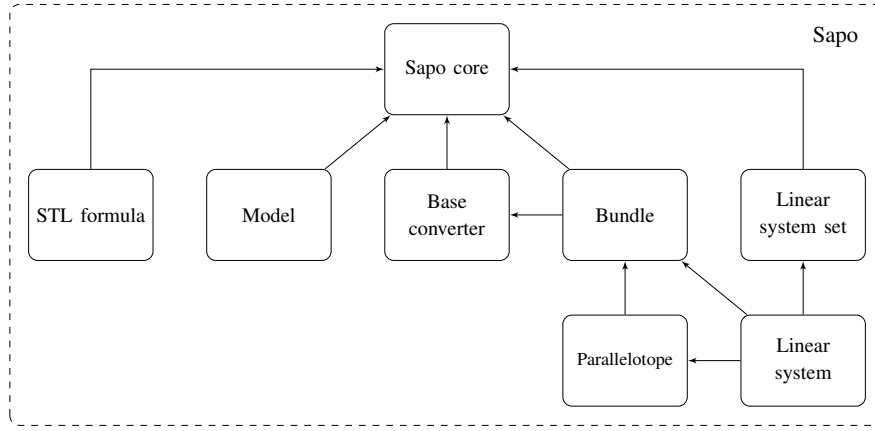 Sapo
Sapo core
STL formula
Model
Base
converter
Bundle
Linear
system set
Parallelotope
Linear
system